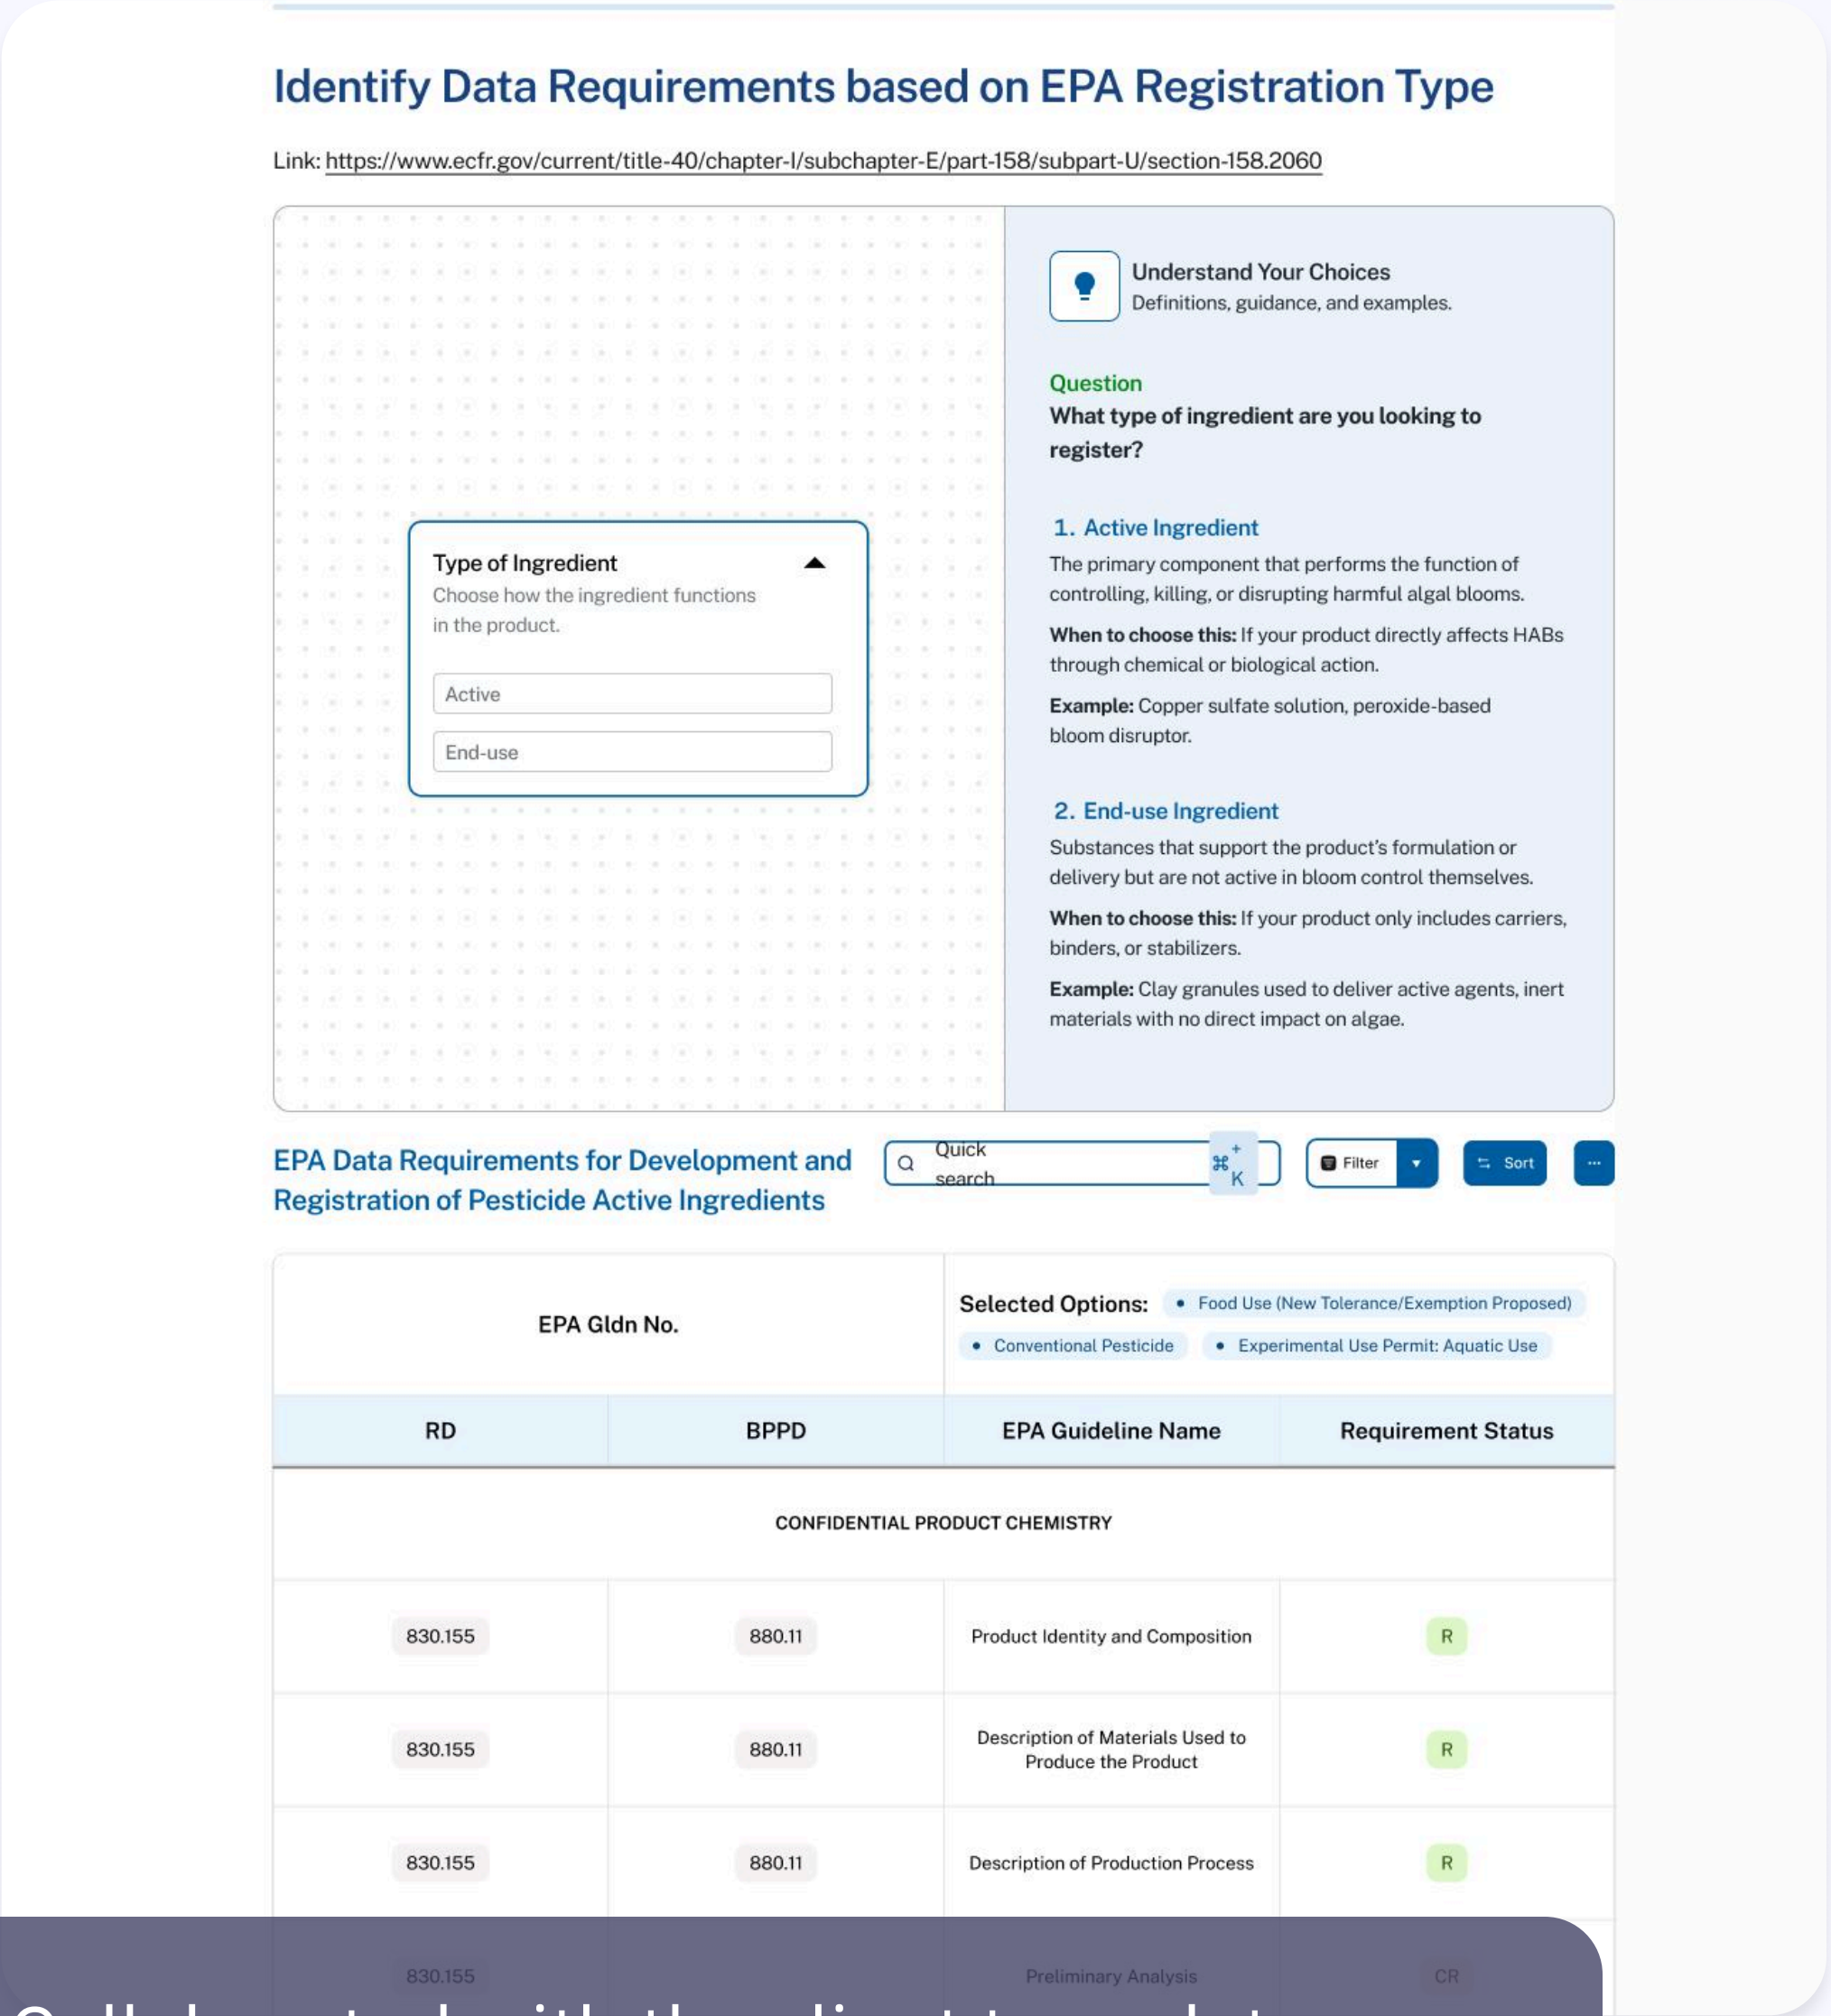 Identify Data Requirements based on EPA Registration Type
Link: https://www.ecfr.gov/current/title-40/chapter-I/subchapter-E/part-158/subpart-U/section-158.2060
Type of Ingredient
Choose how the ingredient functions
in the product.
Active
End-use
Understand Your Choices
Definitions, guidance, and examples.
Question
What type of ingredient are you looking to
register?
1. Active Ingredient
The primary component that performs the function of
controlling, killing, or disrupting harmful algal blooms.
When to choose this: If your product directly affects HABs
through chemical or biological action.
Example: Copper sulfate solution, peroxide-based
bloom disruptor.
2. End-use Ingredient
Substances that support the product's formulation or
delivery but are not active in bloom control themselves.
When to choose this: If your product only includes carriers,
binders, or stabilizers.
Example: Clay granules used to deliver active agents, inert
materials with no direct impact on algae.
EPA Data Requirements for Development and
Registration of Pesticide Active Ingredients
Quick
search
⌘ + K
Filter
Sort
...
EPA Gldn No.
Selected Options: • Food Use (New Tolerance/Exemption Proposed)
• Conventional Pesticide • Experimental Use Permit: Aquatic Use
RD BPPD EPA Guideline Name Requirement Status
CONFIDENTIAL PRODUCT CHEMISTRY
830.155 880.11 Product Identity and Composition R
830.155 880.11 Description of Materials Used to
Produce the Product R
830.155 880.11 Description of Production Process R
830.155 Preliminary Analysis CR